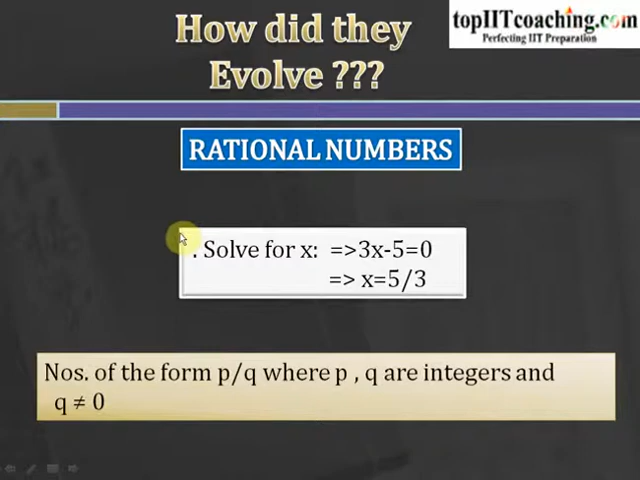 How did they
Evolve ???
topIITcoaching.com
Perfecting IIT Preparation
RATIONAL NUMBERS
. Solve for x: =>3x-5=0
=> x=5/3
Nos. of the form p/q where p , q are integers and
q ≠ 0